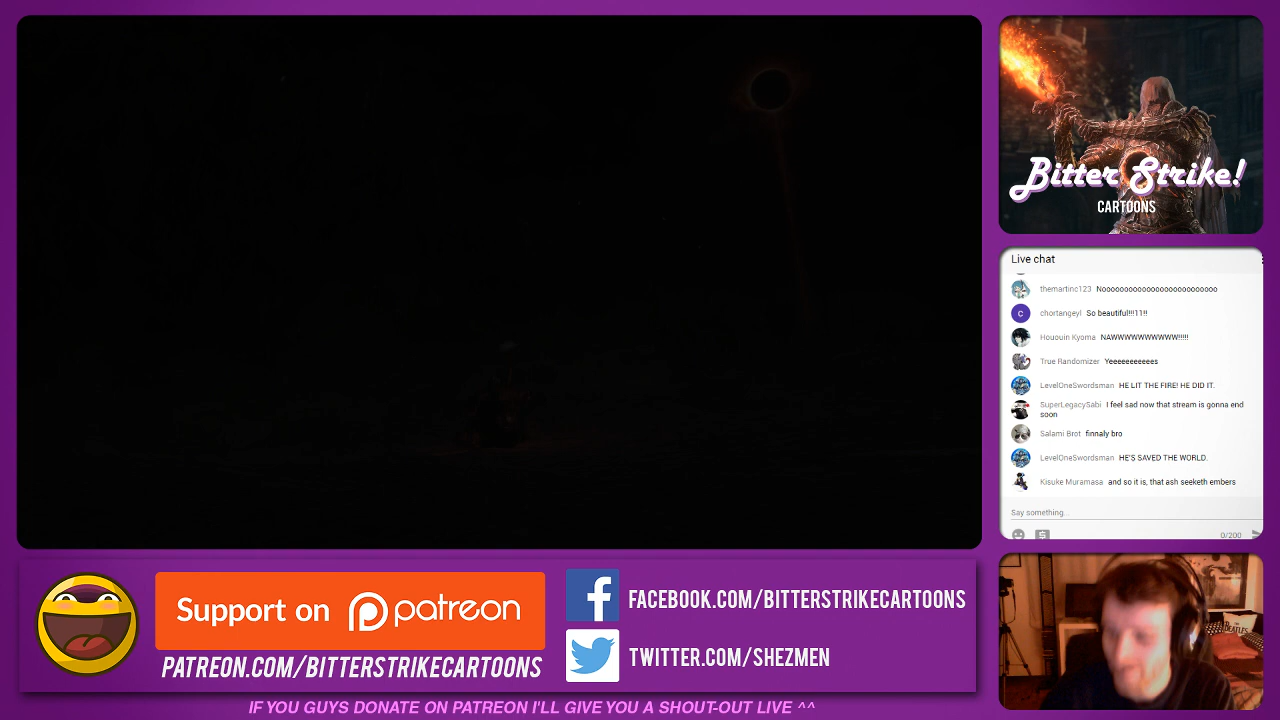 Bitter Strike!
CARTOONS
Live chat
themartinc123 Noooooooooooooooooooooooooo
C
chortangeyl So beautiful!!!11!!
Hououin Kyoma NAWWWWWWWWWW!!!!!
True Randomizer Yeeeeeeeeeees
LevelOneSwordsman HE LIT THE FIRE! HE DID IT.
SuperLegacySabi I feel sad now that stream is gonna end
soon
Salami Brot finnaly bro
LevelOneSwordsman HE'S SAVED THE WORLD.
Kisuke Muramasa and so it is, that ash seeketh embers
Say something...
0/200
Support on patreon
PATREON.COM/BITTERSTRIKECARTOONS
FACEBOOK.COM/BITTERSTRIKECARTOONS
TWITTER.COM/SHEZMEN
IF YOU GUYS DONATE ON PATREON I'LL GIVE YOU A SHOUT-OUT LIVE ^^
THE
BEATLES